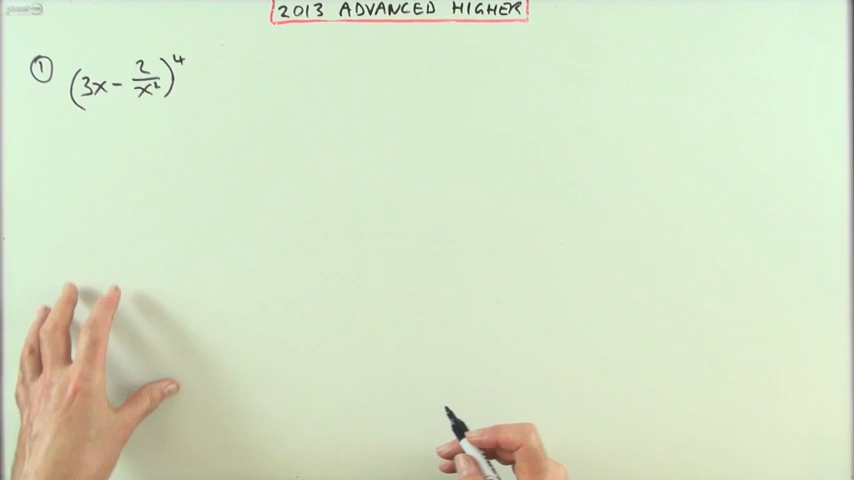 2013 ADVANCED HIGHER
① (3x - 2/x²)⁴